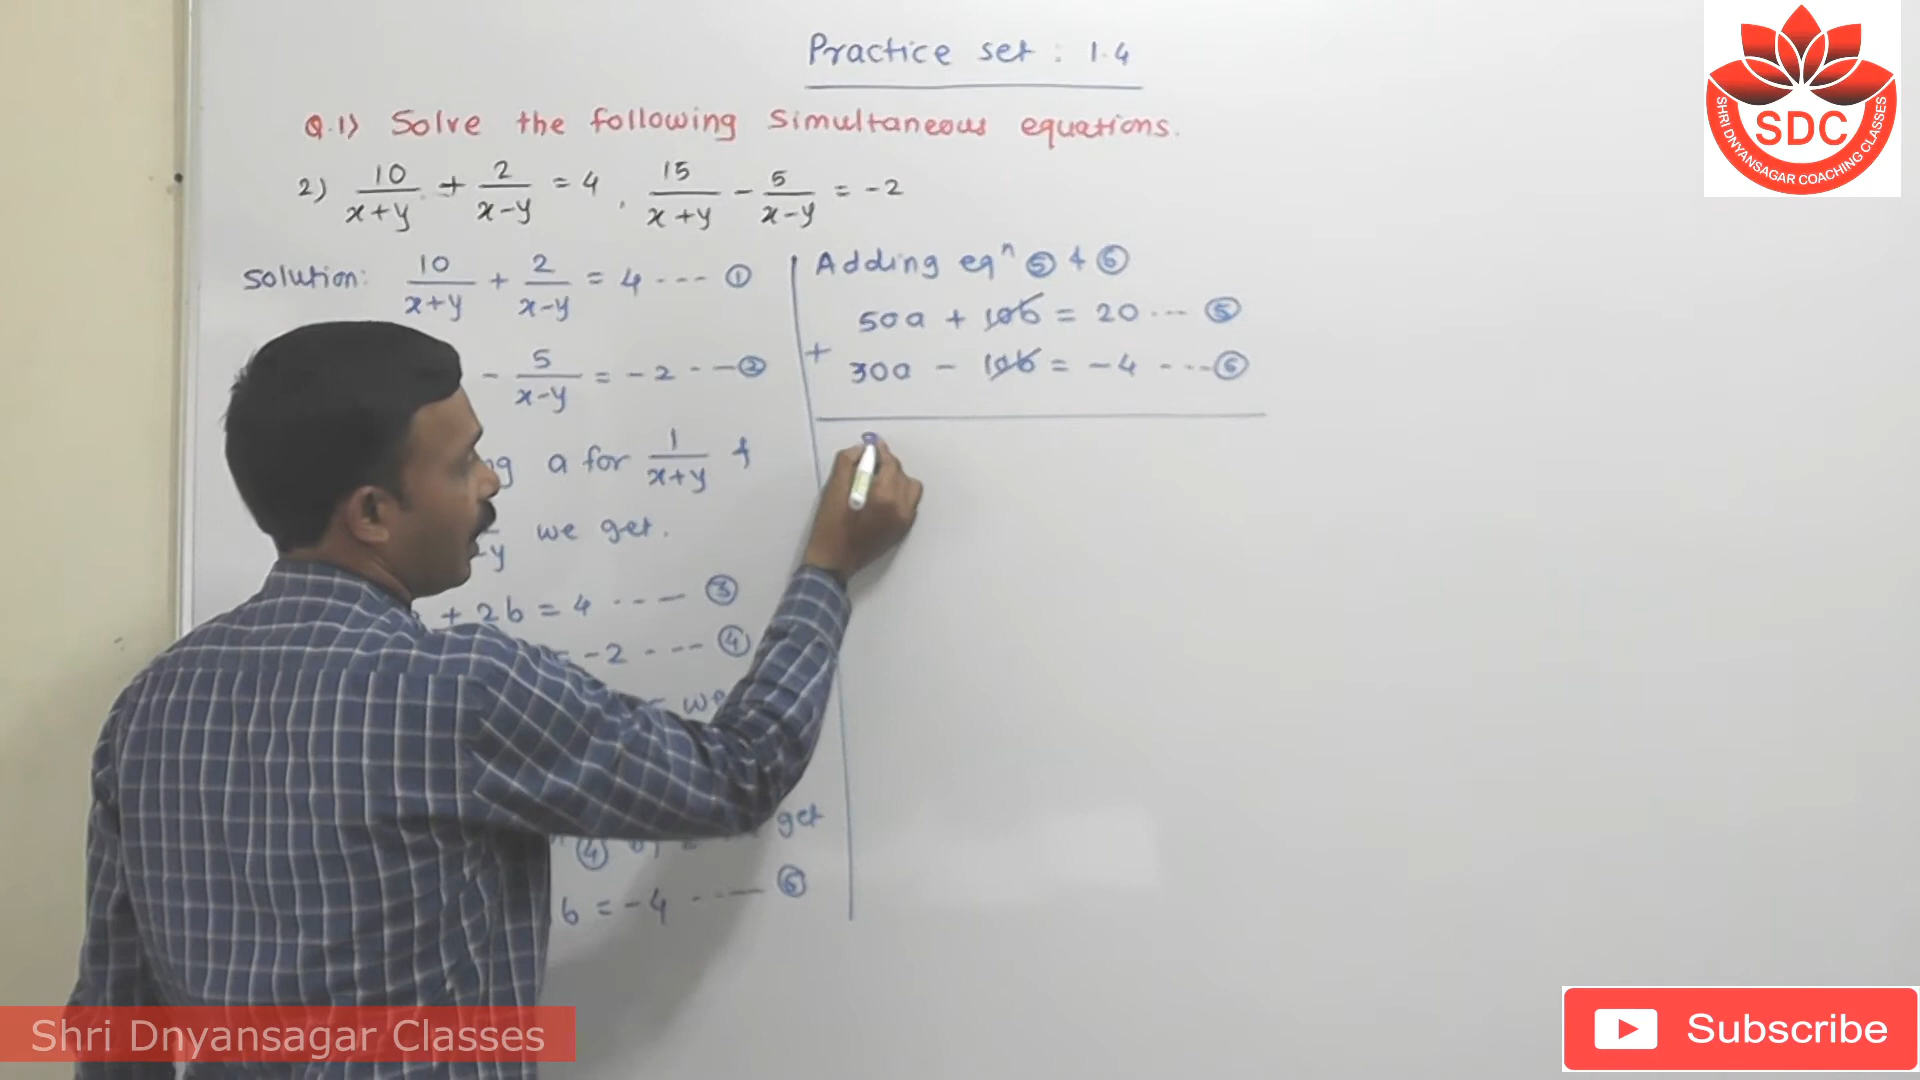 Practice set : 1.4
Q.1) Solve the following Simultaneous equations.
2) 10/x+y + 2/x-y = 4 , 15/x+y - 5/x-y = -2
Solution: 10/x+y + 2/x-y = 4 ---- ①
- 5/x-y = -2 ---- ②
a for 1/x+y &
we get.
+ 2b = 4 ---- ③
= -2 ---- ④
we
④ get
b = -4 ---- ⑥
Adding eqn ⑤ & ⑥
50a + 10b = 20 ---- ⑤
+
30a - 10b = -4 ---- ⑥
SDC
SHRI DNYANSAGAR COACHING CLASSES
Shri Dnyansagar Classes
Subscribe